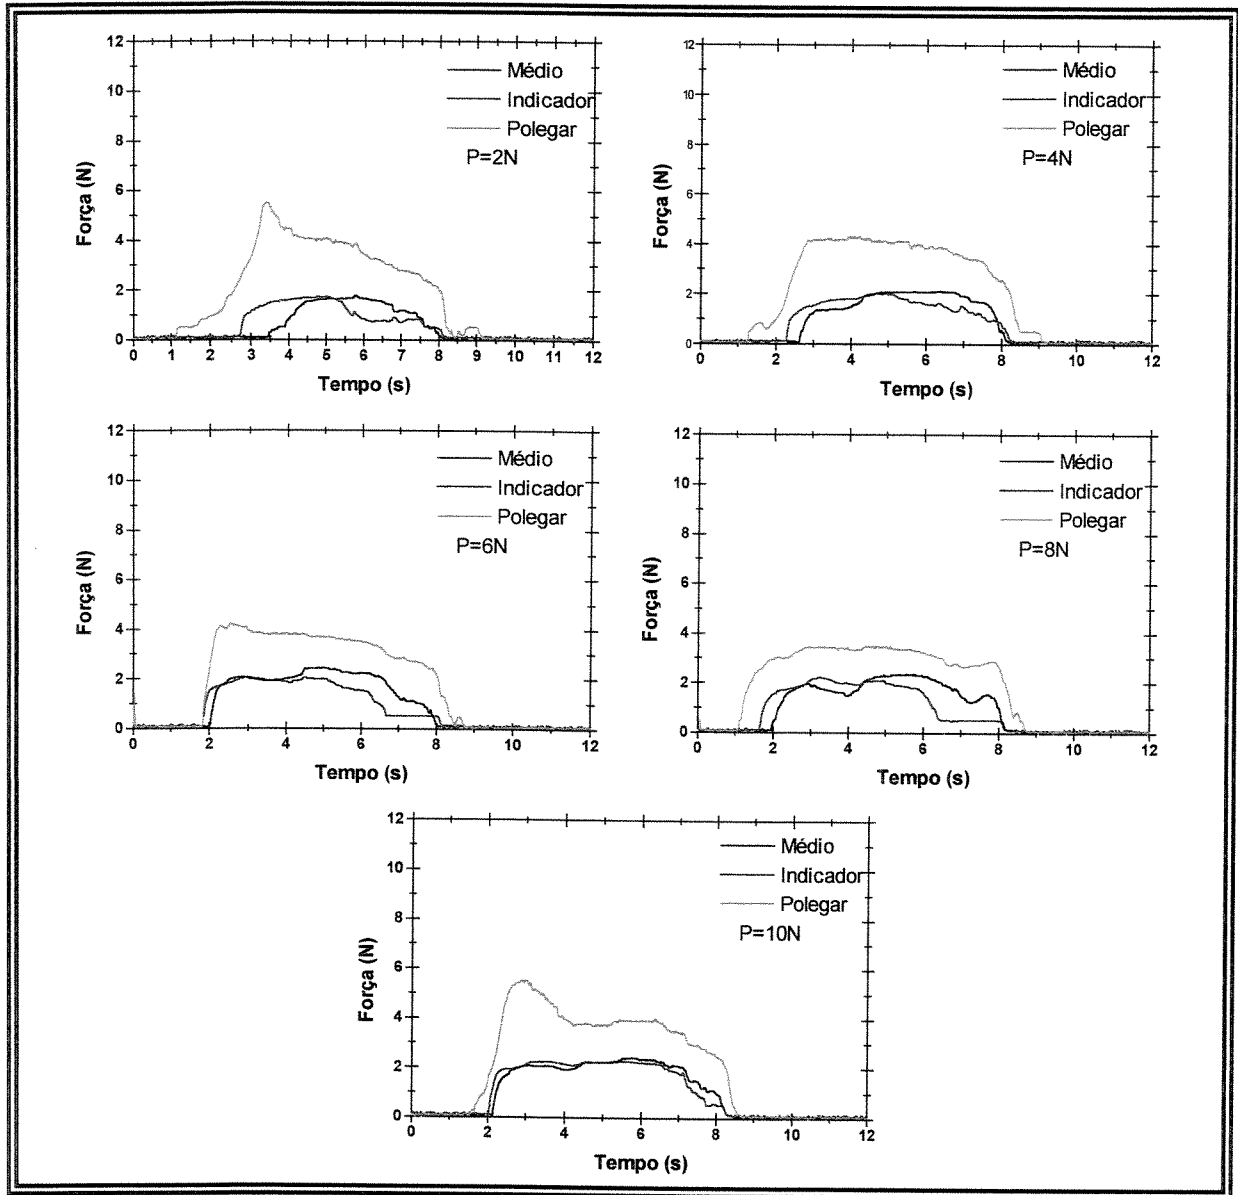 12
10
8
6
4
2
0
Força (N)
Médio
Indicador
Polegar
P=2N
0 1 2 3 4 5 6 7 8 9 10 11 12
Tempo (s)
12
10
8
6
4
2
0
Força (N)
Médio
Indicador
Polegar
P=4N
0 2 4 6 8 10 12
Tempo (s)
12
10
8
6
4
2
0
Força (N)
Médio
Indicador
Polegar
P=6N
0 2 4 6 8 10 12
Tempo (s)
12
10
8
6
4
2
0
Força (N)
Médio
Indicador
Polegar
P=8N
0 2 4 6 8 10 12
Tempo (s)
12
10
8
6
4
2
0
Força (N)
Médio
Indicador
Polegar
P=10N
0 2 4 6 8 10 12
Tempo (s)